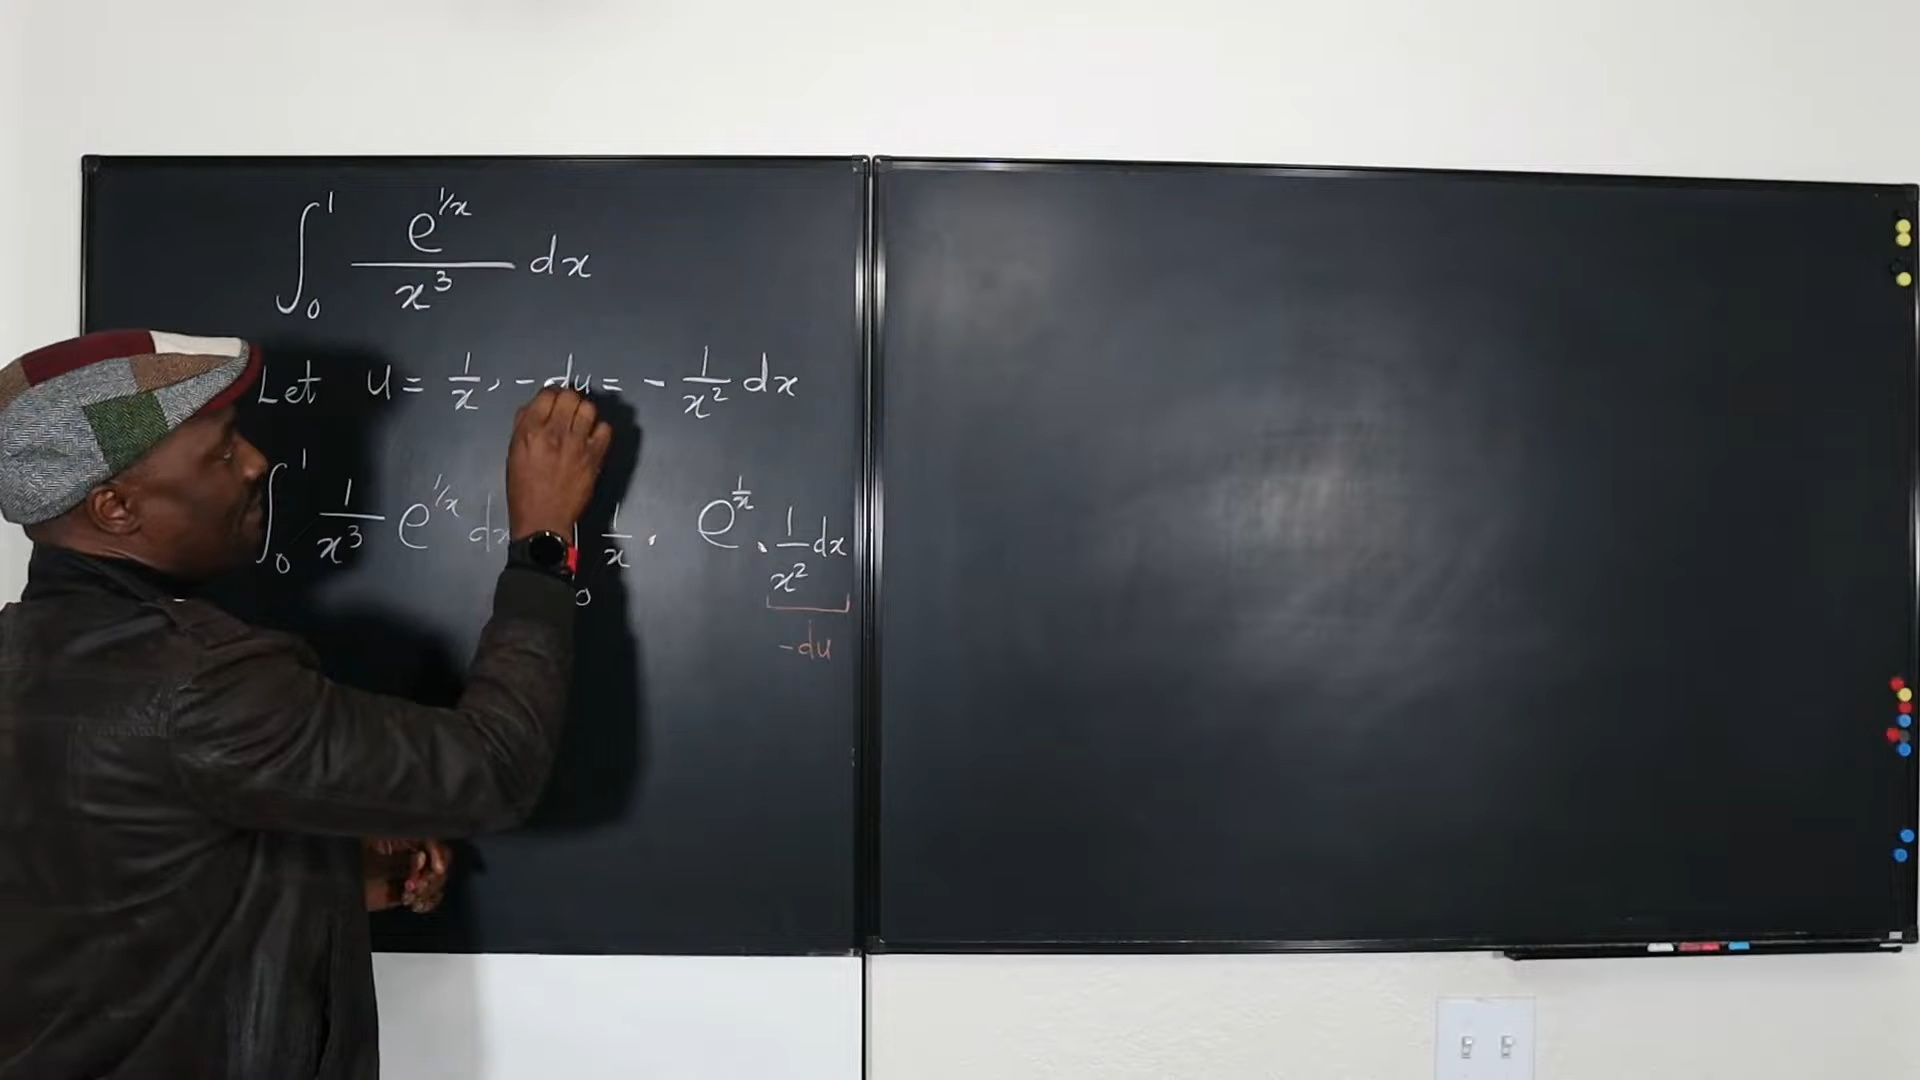 ∫₀¹ e^{1/x} / x³ dx
Let u = 1/x, -du = - 1/x² dx
∫₀¹ 1/x³ e^{1/x} dx 1/x · e^{1/x} · 1/x² dx
0
-du